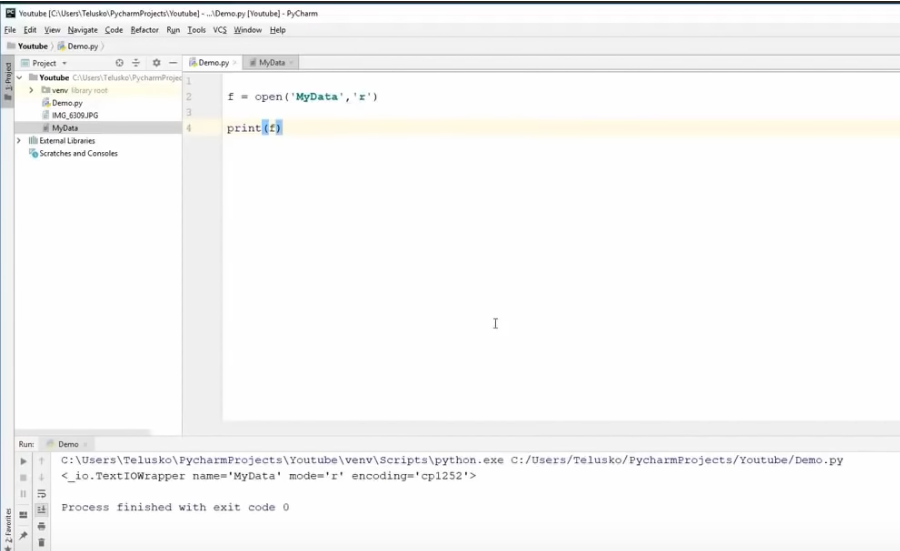 Youtube [C:\Users\Telusko\PycharmProjects\Youtube] - ...\Demo.py [Youtube] - PyCharm
File Edit View Navigate Code Refactor Run Tools VCS Window Help
Youtube Demo.py
1: Project
Project
Demo.py
MyData
Youtube C:\Users\Telusko\PycharmProjec
venv library root
Demo.py
IMG_6309.JPG
MyData
External Libraries
Scratches and Consoles
1
2 f = open('MyData','r')
3
4 print(f)
Run: Demo
C:\Users\Telusko\PycharmProjects\Youtube\venv\Scripts\python.exe C:/Users/Telusko/PycharmProjects/Youtube/Demo.py
<_io.TextIOWrapper name='MyData' mode='r' encoding='cp1252'>
Process finished with exit code 0
2: Favorites